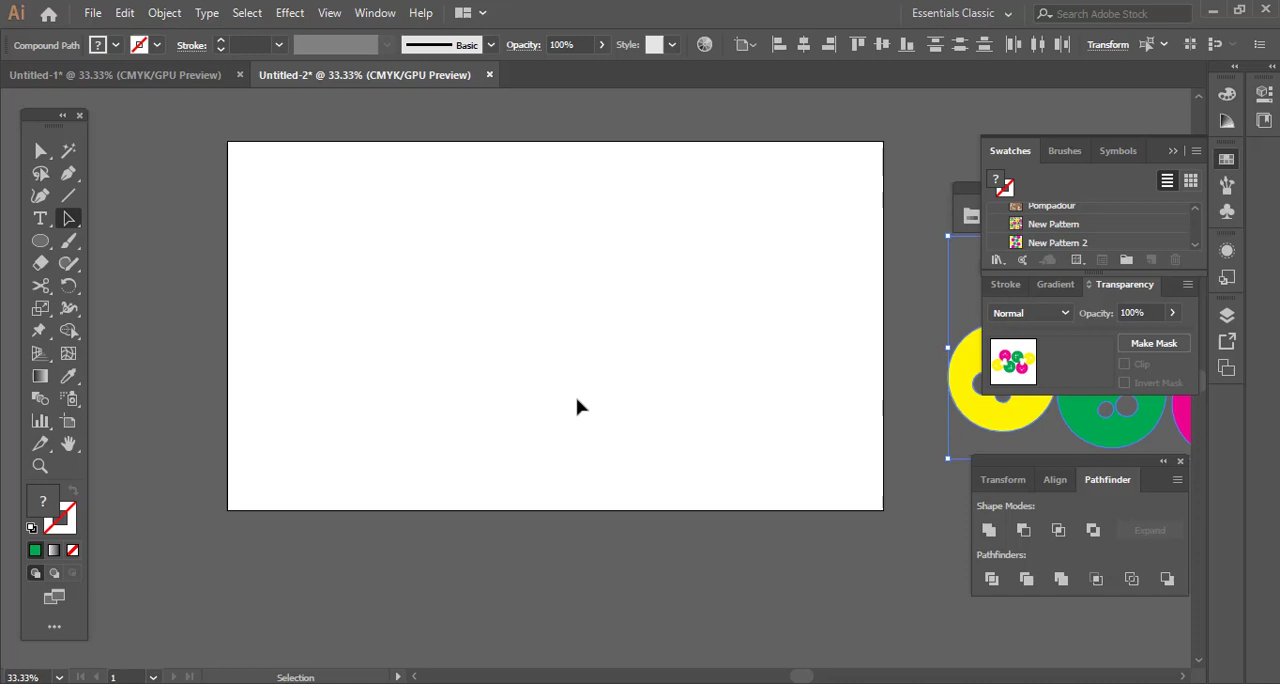 Ai File Edit Object Type Select Effect View Window Help Essentials Classic Search Adobe Stock
Compound Path ? Stroke: Basic Opacity: 100% Style: Transform
Untitled-1* @ 33.33% (CMYK/GPU Preview) Untitled-2* @ 33.33% (CMYK/GPU Preview)
Swatches Brushes Symbols
?
Pompadour
New Pattern
New Pattern 2
Stroke Gradient Transparency
Normal Opacity: 100%
Make Mask
Clip
Invert Mask
T
?
Transform Align Pathfinder
Shape Modes:
Expand
Pathfinders:
33.33% 1 Selection